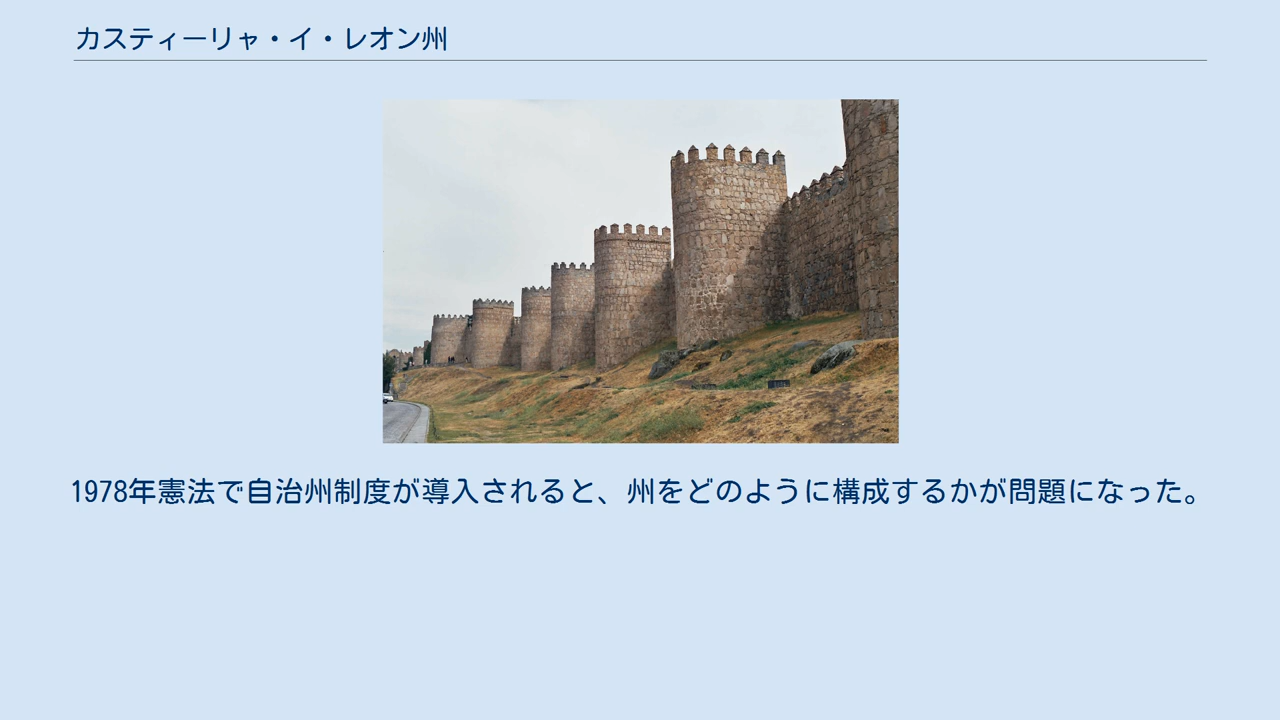 カスティーリャ・イ・レオン州
1978年憲法で自治州制度が導入されると、州をどのように構成するかが問題になった。